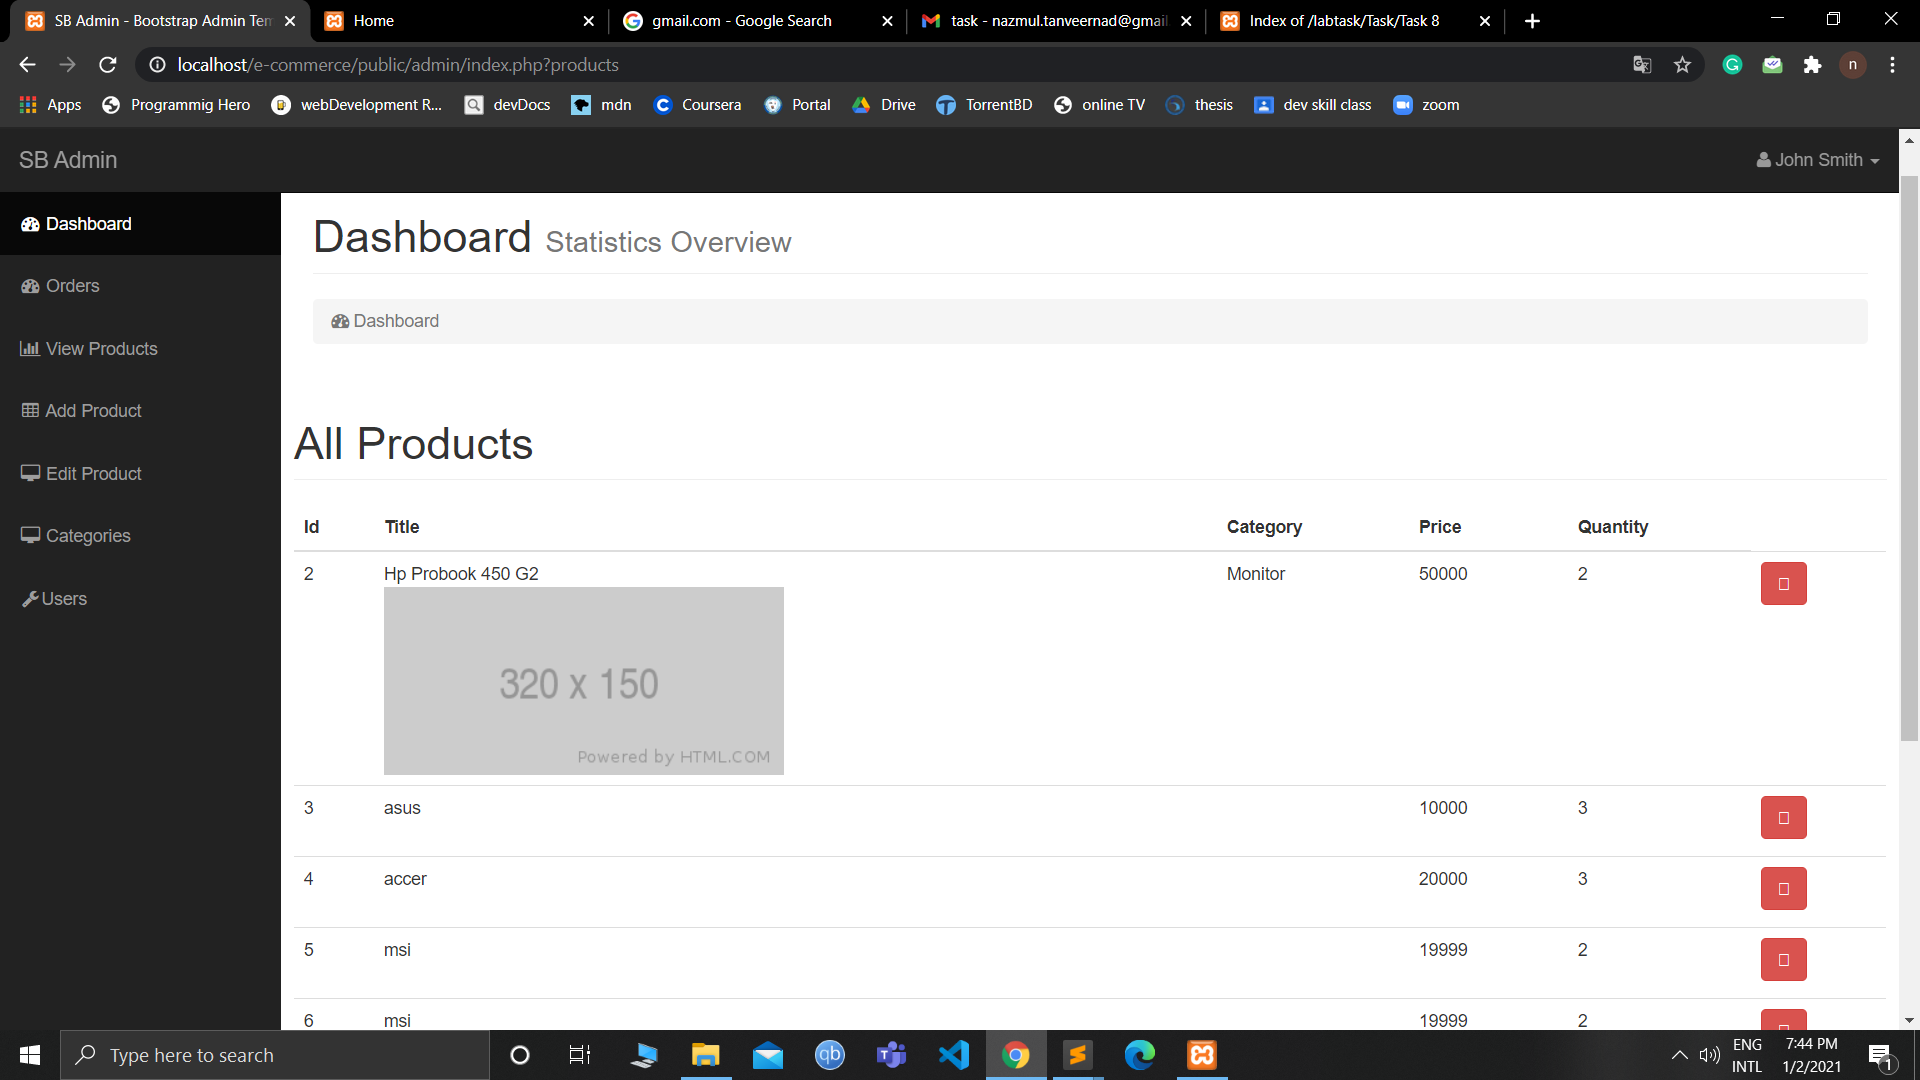 SB Admin - Bootstrap Admin Tem
Home
gmail.com - Google Search
task - nazmul.tanveernad@gmail
Index of /labtask/Task/Task 8
localhost/e-commerce/public/admin/index.php?products
n
Apps
Programmig Hero
webDevelopment R...
devDocs
mdn
Coursera
Portal
Drive
TorrentBD
online TV
thesis
dev skill class
zoom
SB Admin
John Smith
Dashboard
Orders
View Products
Add Product
Edit Product
Categories
Users
Dashboard Statistics Overview
Dashboard
All Products
Id Title Category Price Quantity
2 Hp Probook 450 G2 Monitor 50000 2
320 x 150
Powered by HTML.COM
3 asus 10000 3
4 accer 20000 3
5 msi 19999 2
6 msi 19999 2
Type here to search
qb
ENG
INTL
7:44 PM
1/2/2021
1